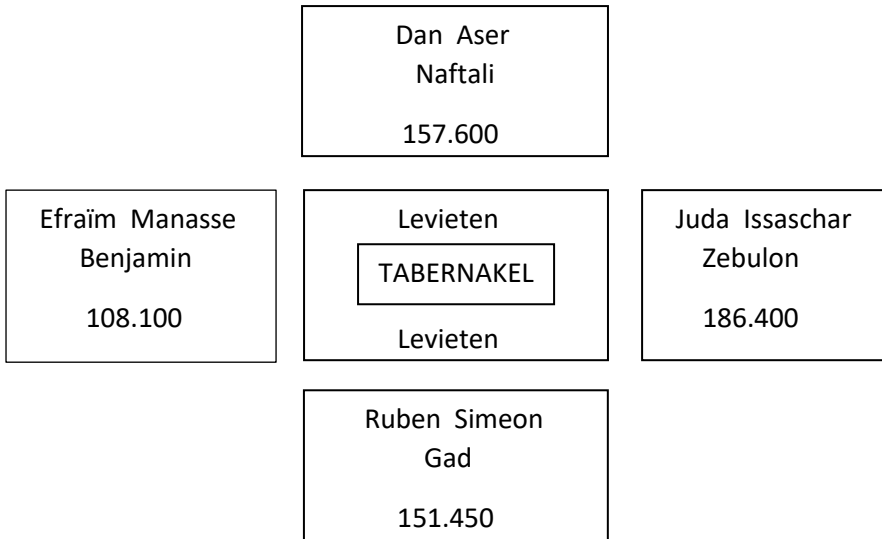 Dan Aser
Naftali
157.600
Efraïm Manasse
Benjamin
108.100
Levieten
TABERNAKEL
Levieten
Juda Issaschar
Zebulon
186.400
Ruben Simeon
Gad
151.450